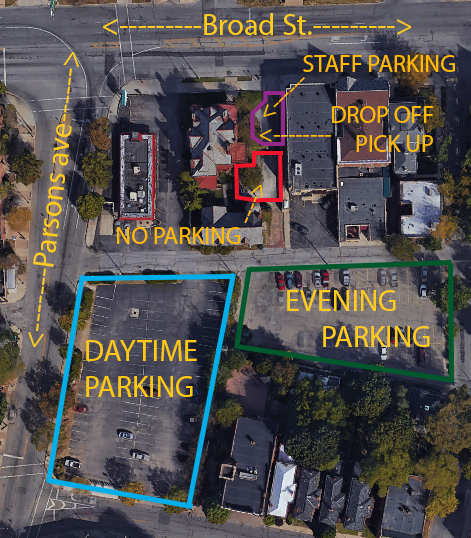 Broad St.
STAFF PARKING
DROP OFF
PICK UP
Parsons ave.
NO PARKING
EVENING
PARKING
DAYTIME
PARKING